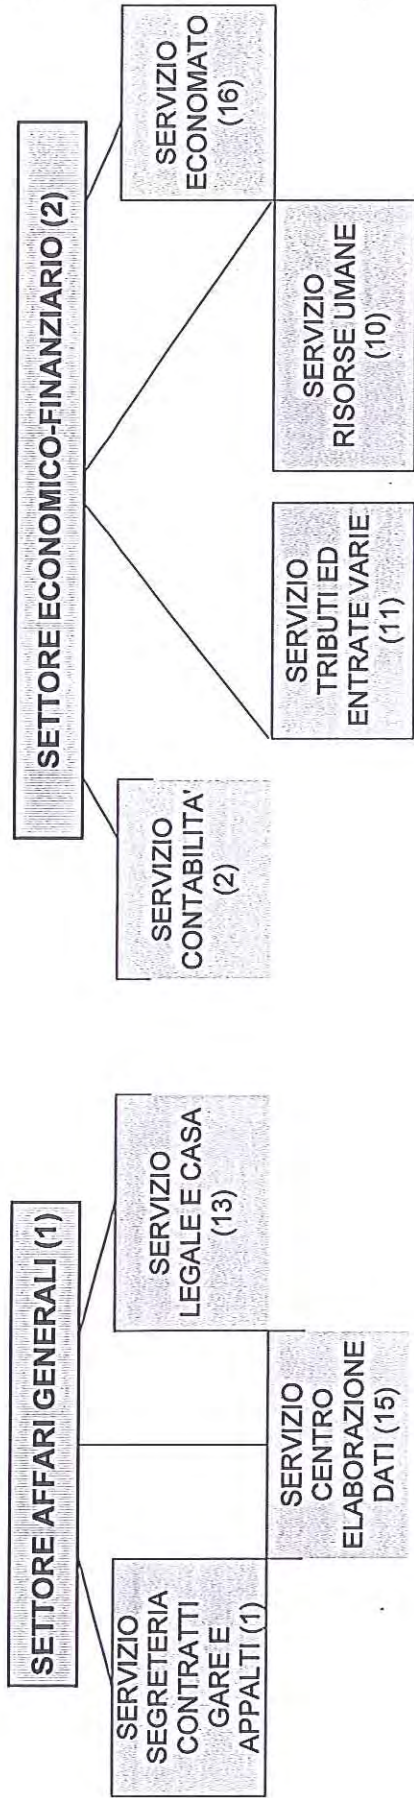 SETTORE AFFARI GENERALI (1)
SERVIZIO
SEGRETERIA
CONTRATTI
GARE E
APPALTI (1)
SERVIZIO
CENTRO
ELABORAZIONE
DATI (15)
SERVIZIO
LEGALE E CASA
(13)
SETTORE ECONOMICO-FINANZIARIO (2)
SERVIZIO
CONTABILITA'
(2)
SERVIZIO
TRIBUTI ED
ENTRATE VARIE
(11)
SERVIZIO
RISORSE UMANE
(10)
SERVIZIO
ECONOMATO
(16)